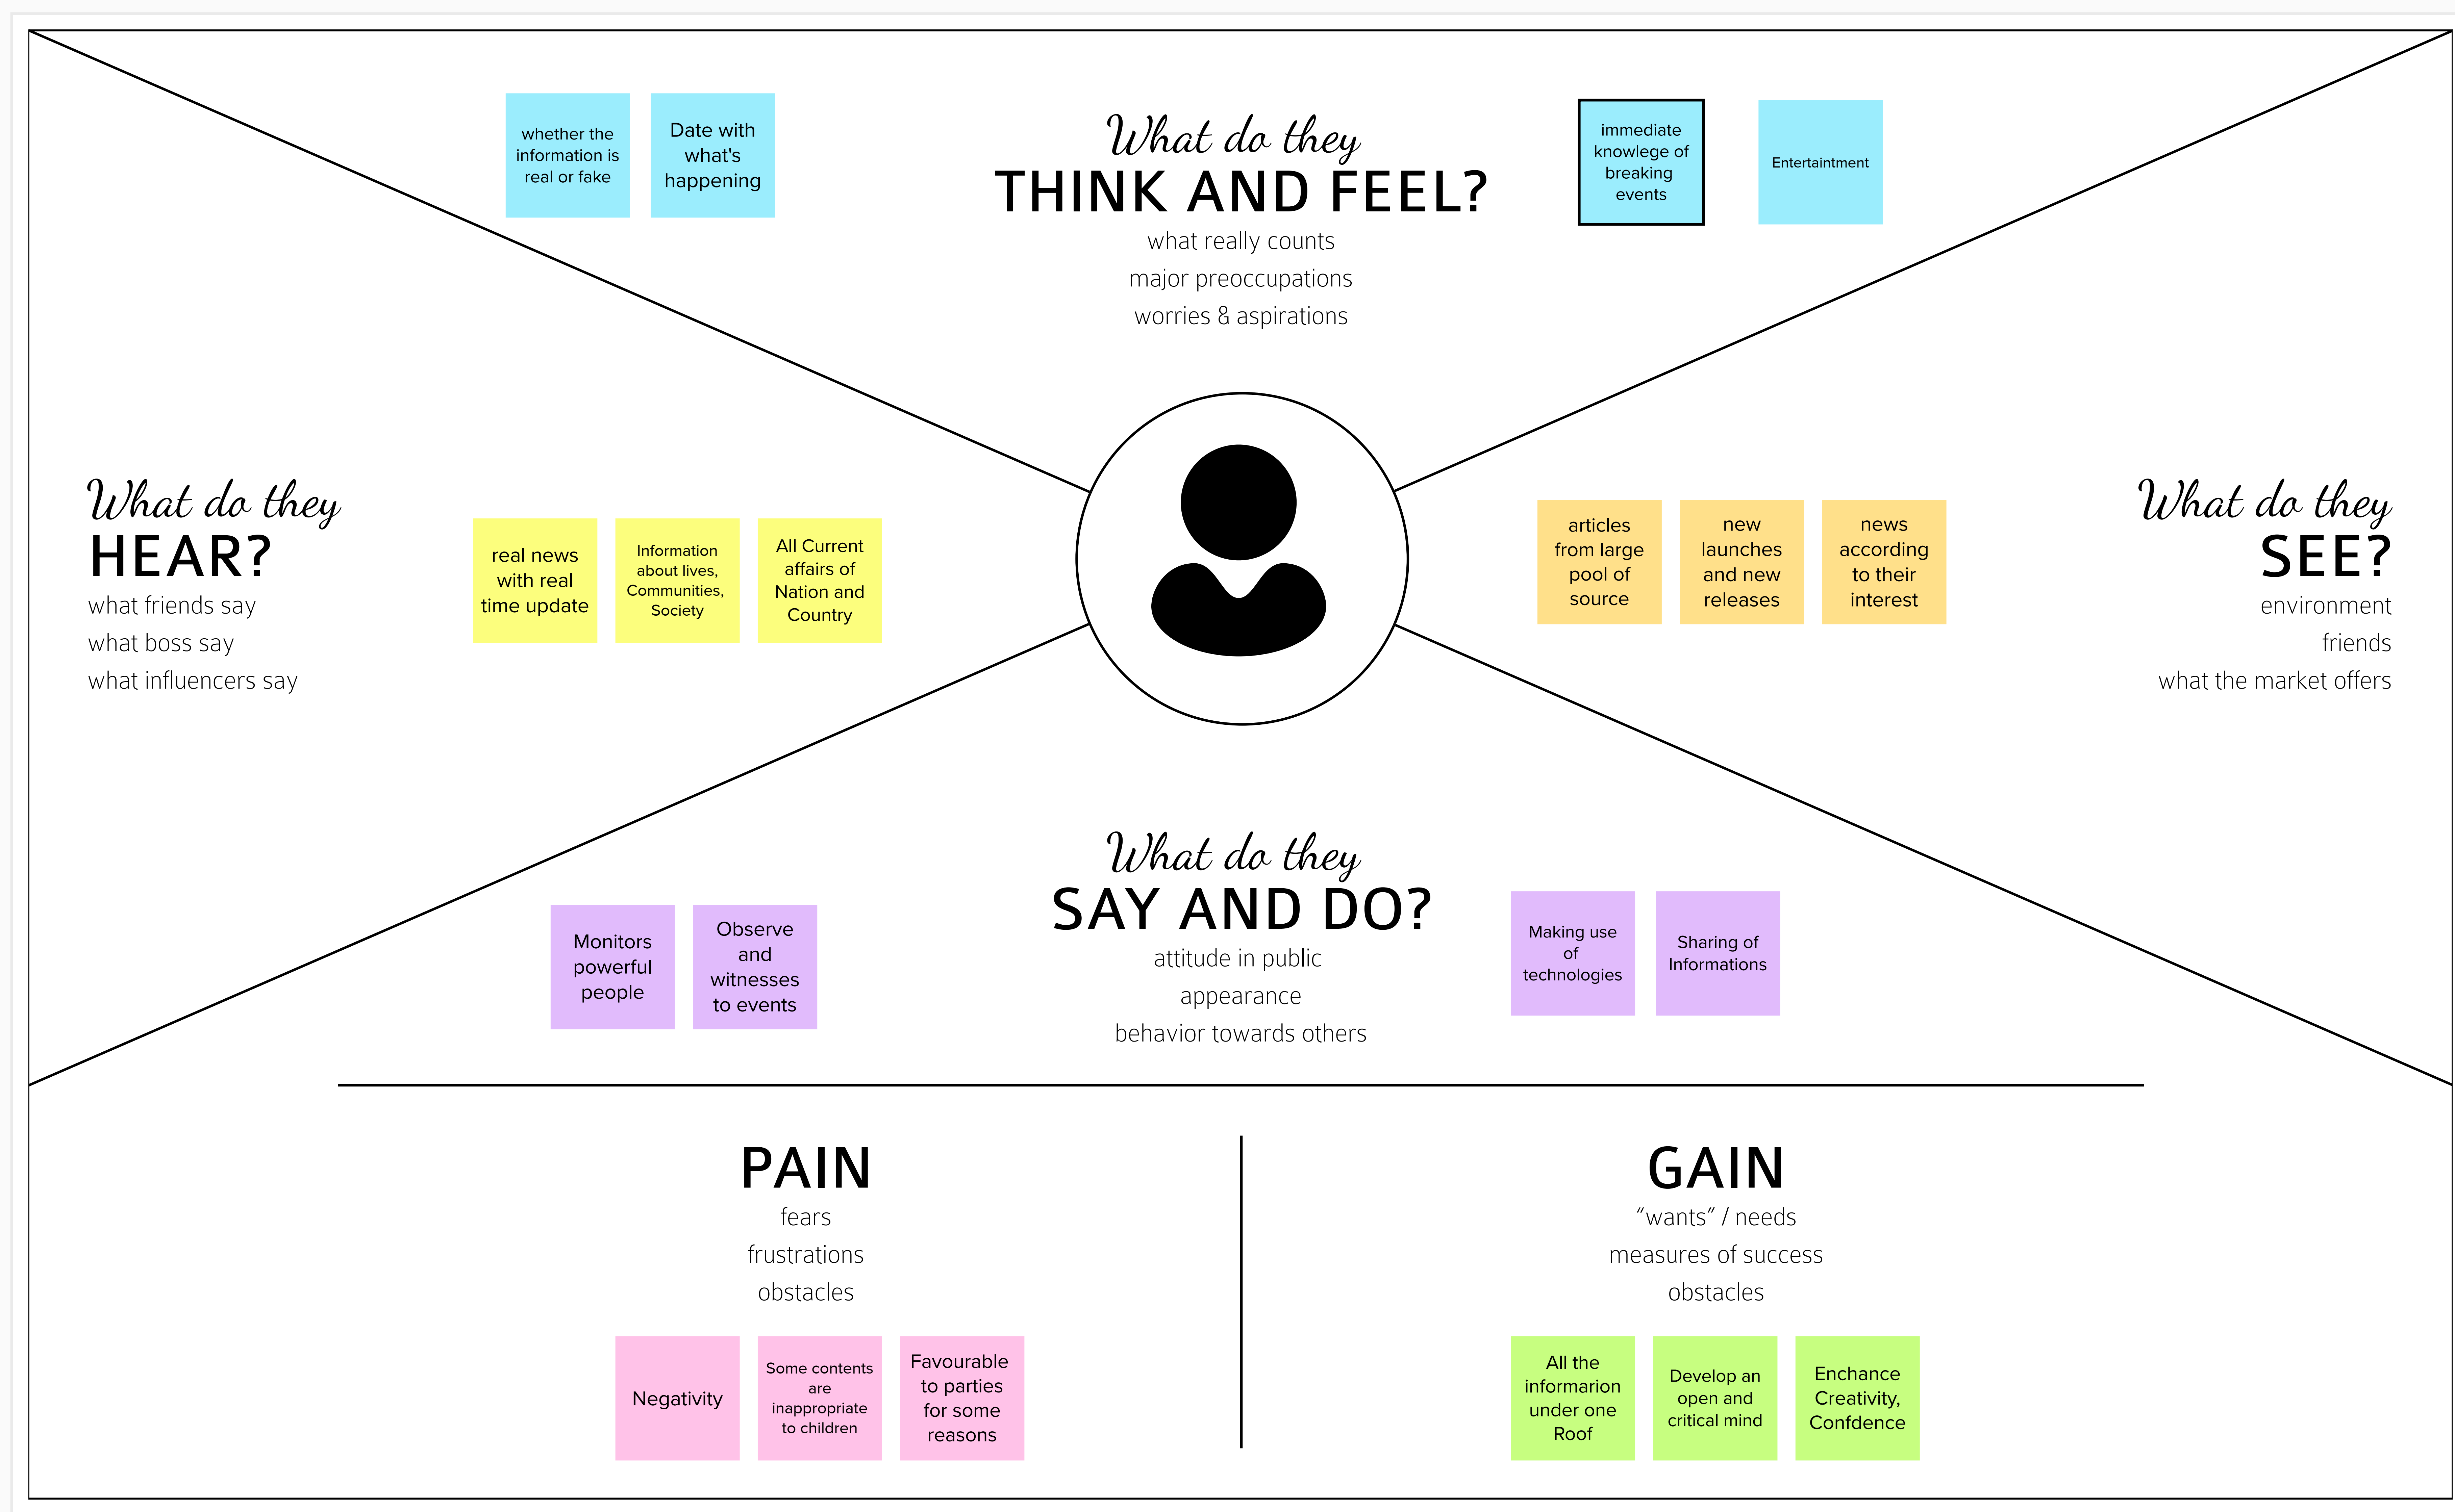 whether the
information is
real or fake
Date with
what's
happening
What do they
THINK AND FEEL?
what really counts
major preoccupations
worries & aspirations
immediate
knowlege of
breaking
events
Entertaintment
What do they
HEAR?
what friends say
what boss say
what influencers say
real news
with real
time update
Information
about lives,
Communities,
Society
All Current
affairs of
Nation and
Country
articles
from large
pool of
source
new
launches
and new
releases
news
according
to their
interest
What do they
SEE?
environment
friends
what the market offers
Monitors
powerful
people
Observe
and
witnesses
to events
What do they
SAY AND DO?
attitude in public
appearance
behavior towards others
Making use
of
technologies
Sharing of
Informations
PAIN
fears
frustrations
obstacles
Negativity
Some contents
are
inappropriate
to children
Favourable
to parties
for some
reasons
GAIN
“wants” / needs
measures of success
obstacles
All the
informarion
under one
Roof
Develop an
open and
critical mind
Enchance
Creativity,
Confdence